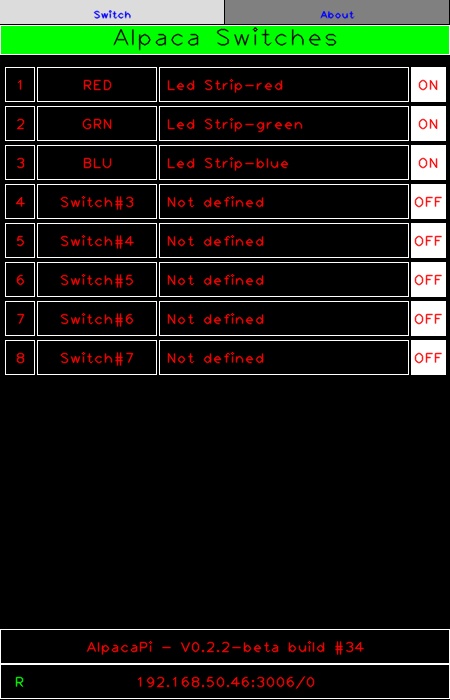 Switch About
Alpaca Switches
1 RED Led Strip-red ON
2 GRN Led Strip-green ON
3 BLU Led Strip-blue ON
4 Switch#3 Not defined OFF
5 Switch#4 Not defined OFF
6 Switch#5 Not defined OFF
7 Switch#6 Not defined OFF
8 Switch#7 Not defined OFF
AlpacaPi - V0.2.2-beta build #34
R 192.168.50.46:3006/0